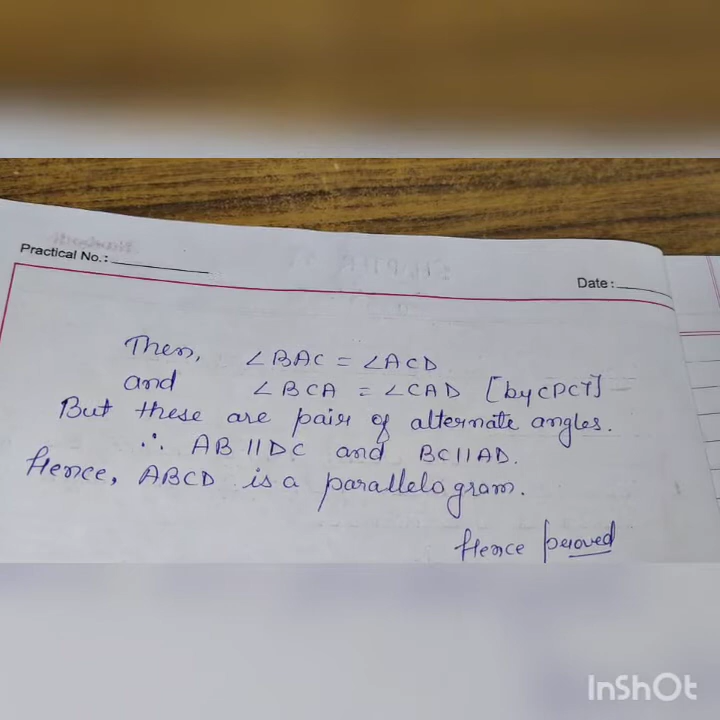 Practical No.:
Date:
Then, ∠BAC = ∠ACD
and ∠BCA = ∠CAD [by CPCT]
But these are pair of alternate angles.
∴ AB || DC and BC || AD.
Hence, ABCD is a parallelogram.
Hence proved
InShOt